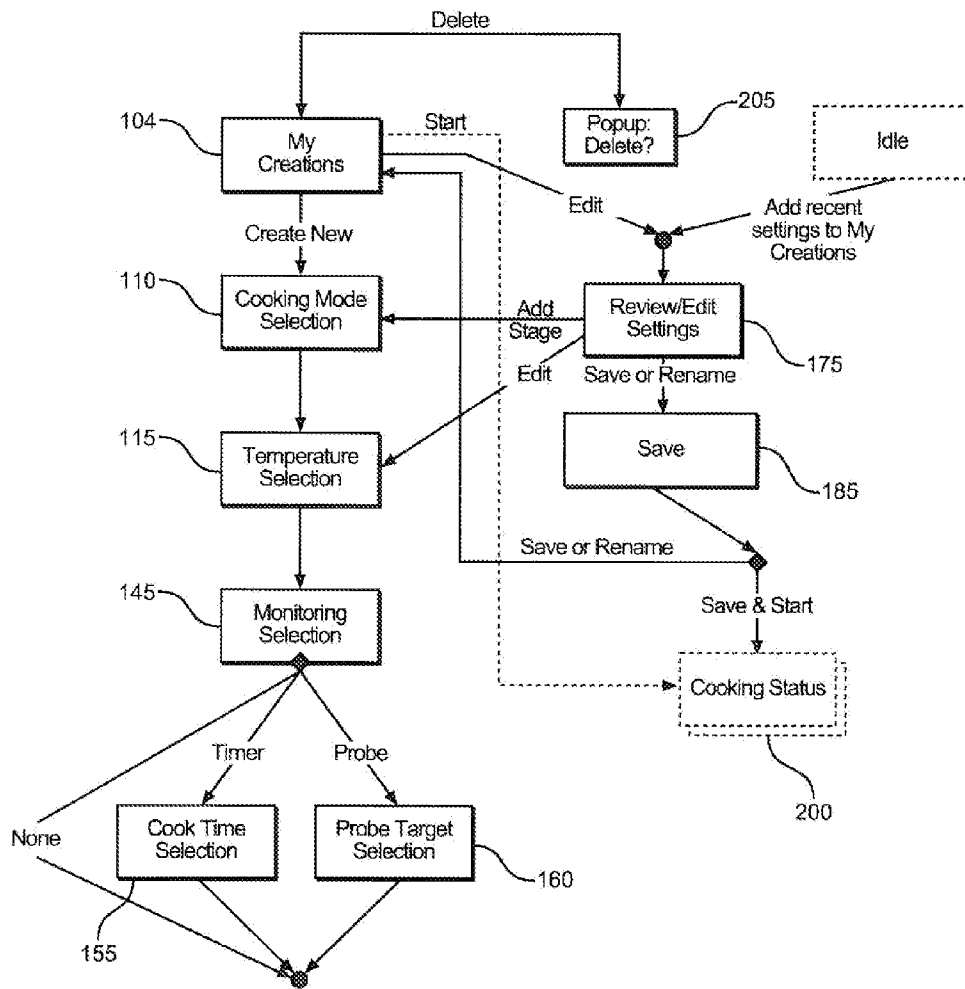 Delete
104
My
Creations
Start
Popup:
Delete?
205
Idle
Edit
Add recent
settings to My
Creations
Create New
110
Cooking Mode
Selection
Add
Stage
Review/Edit
Settings
175
Edit
Save or Rename
115
Temperature
Selection
Save
185
Save or Rename
145
Monitoring
Selection
Save & Start
Cooking Status
200
Timer
Probe
None
Cook Time
Selection
Probe Target
Selection
155
160